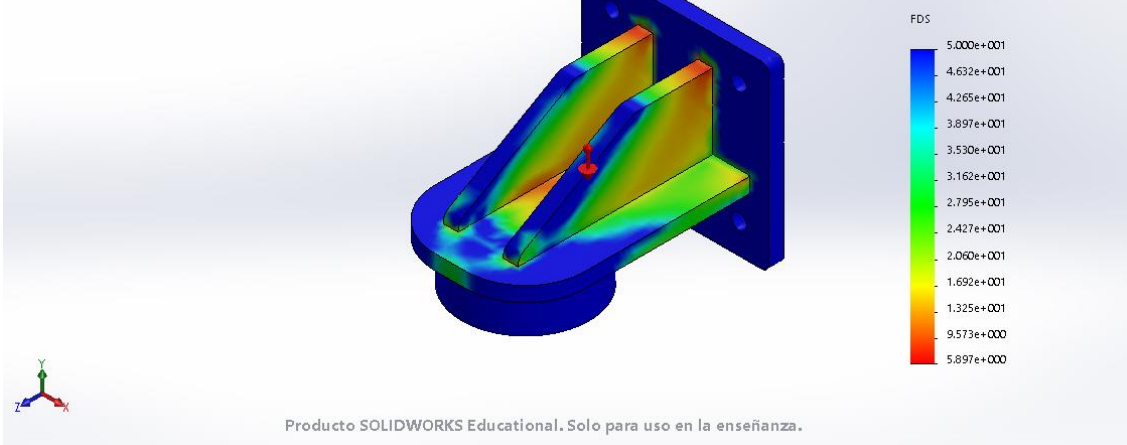 FDS
5.000e+001
4.632e+001
4.265e+001
3.897e+001
3.530e+001
3.162e+001
2.795e+001
2.427e+001
2.060e+001
1.692e+001
1.325e+001
9.573e+000
5.897e+000
Y
Z
X
Producto SOLIDWORKS Educational. Solo para uso en la enseñanza.